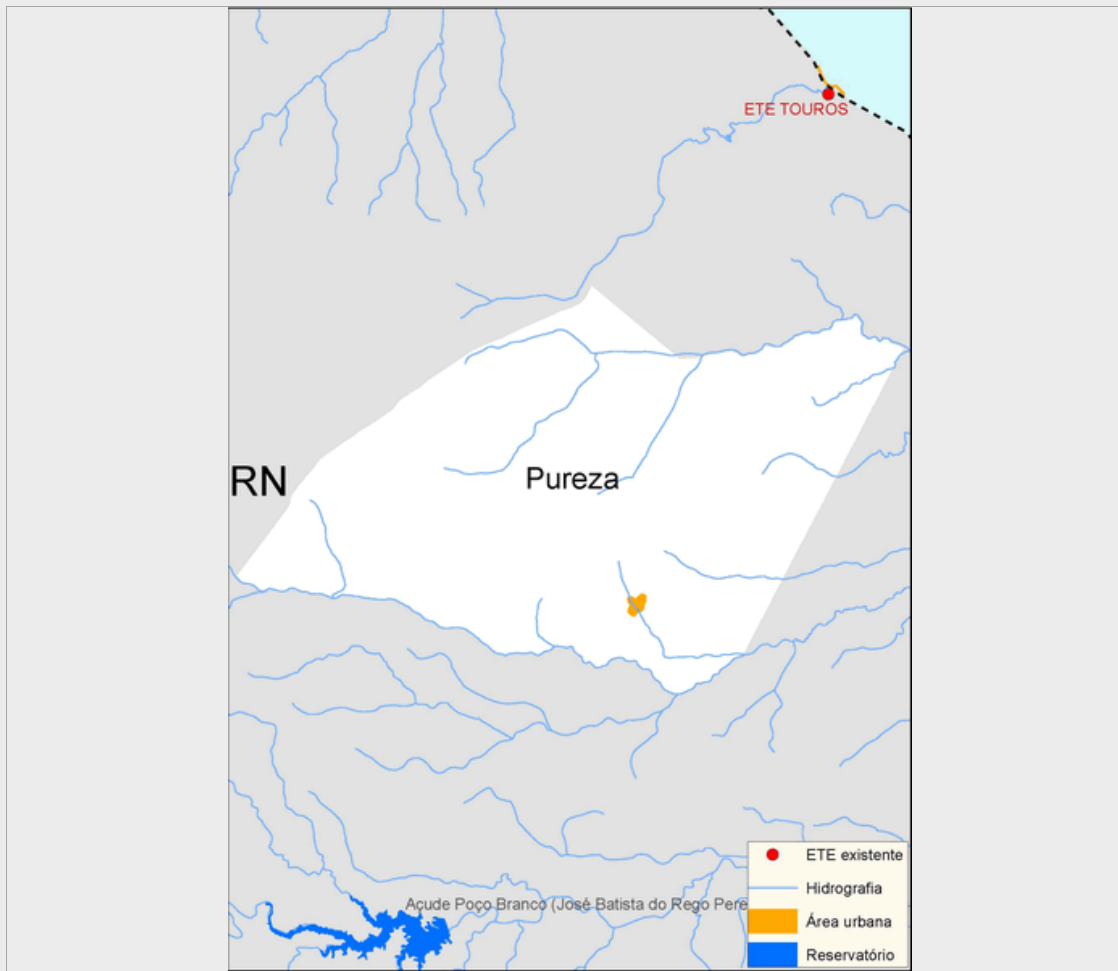 ETE TOUROS
RN
Pureza
Açude Poço Branco (José Batista do Rego Pere
ETE existente
Hidrografia
Área urbana
Reservatório